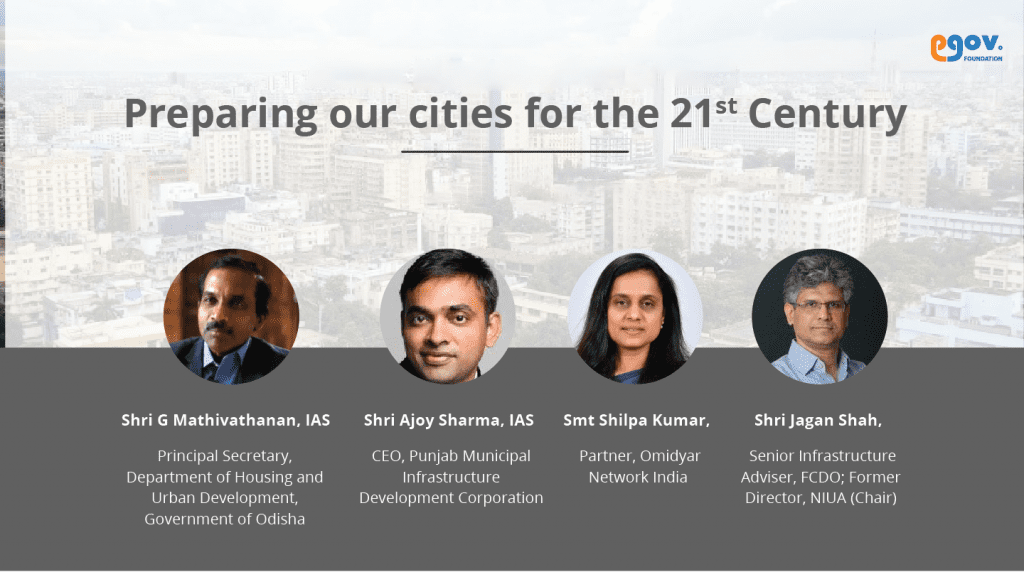 egov.
FOUNDATION
Preparing our cities for the 21st Century
Shri G Mathivathanan, IAS
Principal Secretary,
Department of Housing and
Urban Development,
Government of Odisha
Shri Ajoy Sharma, IAS
CEO, Punjab Municipal
Infrastructure
Development Corporation
Smt Shilpa Kumar,
Partner, Omidyar
Network India
Shri Jagan Shah,
Senior Infrastructure
Adviser, FCDO; Former
Director, NIUA (Chair)